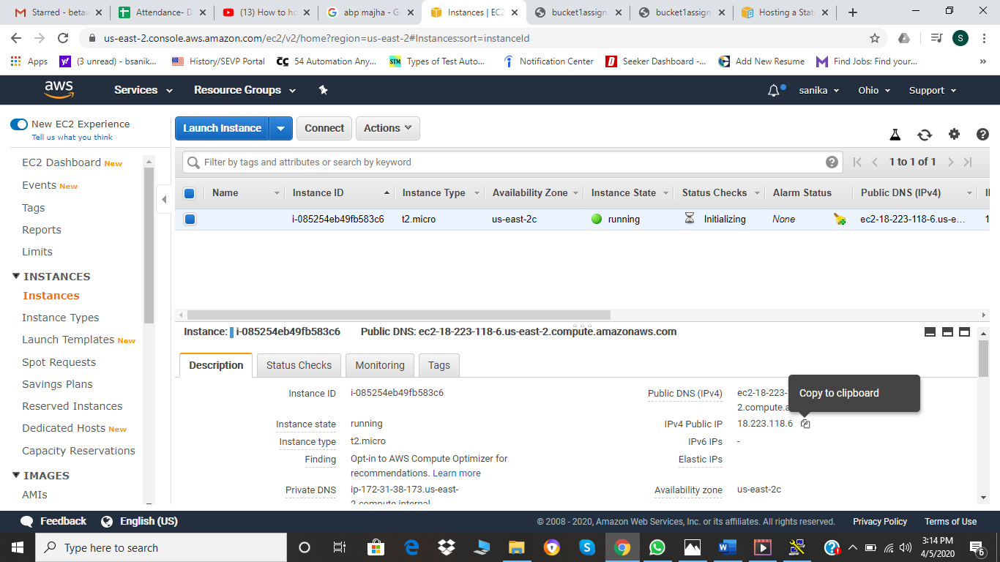 Starred - betaw
Attendance- D
(13) How to ho
abp majha - Go
Instances | EC2
bucket1assign.
bucket1assign.
Hosting a Stati
us-east-2.console.aws.amazon.com/ec2/v2/home?region=us-east-2#Instances:sort=instanceId
S
Apps
(3 unread) - bsanik...
History/SEVP Portal
54 Automation Any...
Types of Test Auto...
Notification Center
Seeker Dashboard -...
Add New Resume
Find Jobs: Find your...
aws
Services
Resource Groups
sanika
Ohio
Support
New EC2 Experience
Tell us what you think
Launch Instance
Connect
Actions
EC2 Dashboard New
Events New
Tags
Reports
Limits
INSTANCES
Instances
Instance Types
Launch Templates New
Spot Requests
Savings Plans
Reserved Instances
Dedicated Hosts New
Capacity Reservations
IMAGES
AMIs
Filter by tags and attributes or search by keyword
1 to 1 of 1
Name Instance ID Instance Type Availability Zone Instance State Status Checks Alarm Status Public DNS (IPv4)
i-085254eb49fb583c6 t2.micro us-east-2c running Initializing None ec2-18-223-118-6.us-e... 1
Instance: i-085254eb49fb583c6 Public DNS: ec2-18-223-118-6.us-east-2.compute.amazonaws.com
Description Status Checks Monitoring Tags
Instance ID i-085254eb49fb583c6
Instance state running
Instance type t2.micro
Finding Opt-in to AWS Compute Optimizer for
recommendations. Learn more
Private DNS ip-172-31-38-173.us-east-
2.compute.internal
Copy to clipboard
Public DNS (IPv4) ec2-18-223-
2.compute.a
IPv4 Public IP 18.223.118.6
IPv6 IPs -
Elastic IPs
Availability zone us-east-2c
Feedback
English (US)
© 2008 - 2020, Amazon Web Services, Inc. or its affiliates. All rights reserved.
Privacy Policy
Terms of Use
Type here to search
3:14 PM
4/5/2020
6